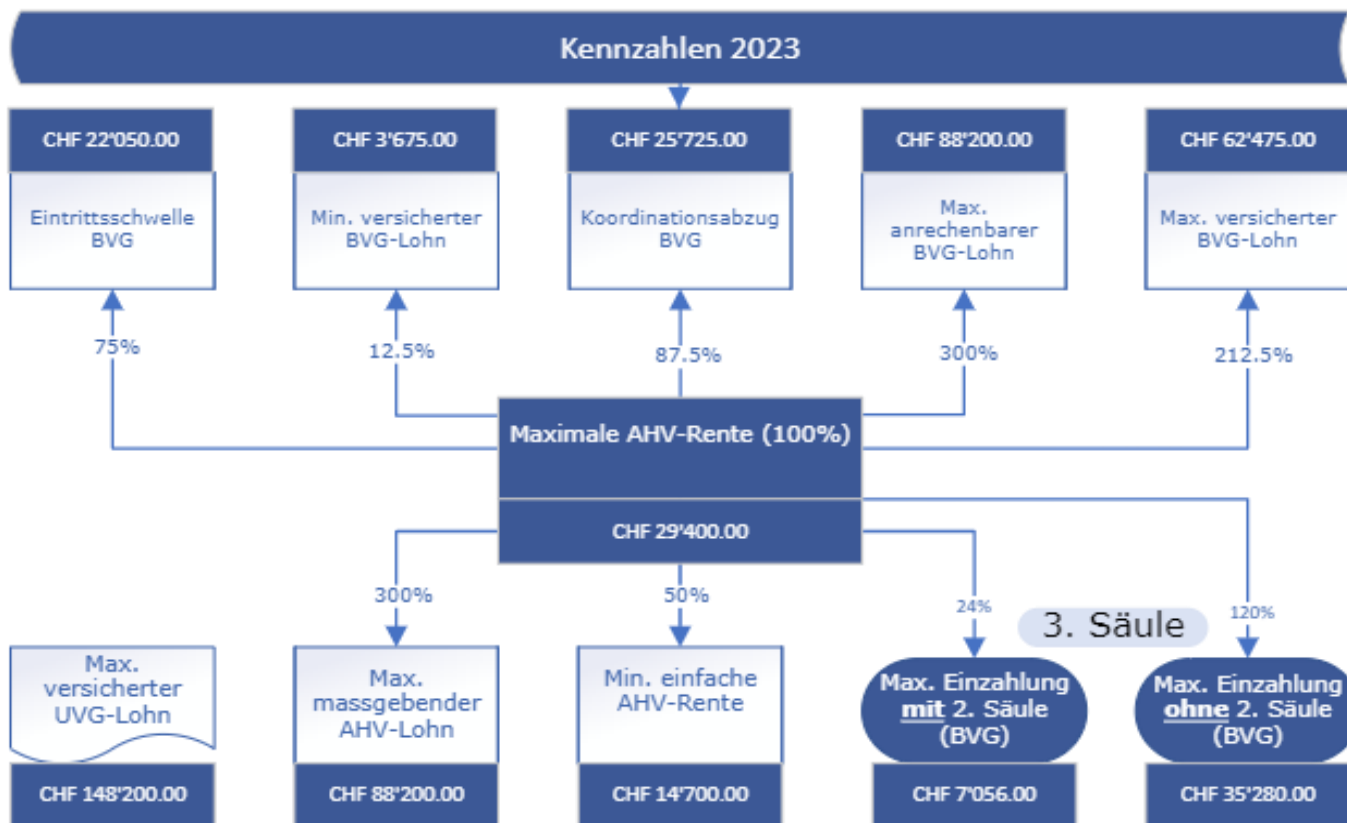 Kennzahlen 2023
CHF 22'050.00
Eintrittsschwelle
BVG
CHF 3'675.00
Min. versicherter
BVG-Lohn
CHF 25'725.00
Koordinationsabzug
BVG
CHF 88'200.00
Max.
anrechenbarer
BVG-Lohn
CHF 62'475.00
Max. versicherter
BVG-Lohn
75%
12.5%
87.5%
300%
212.5%
Maximale AHV-Rente (100%)
CHF 29'400.00
300%
50%
24%
120%
3. Säule
Max.
versicherter
UVG-Lohn
CHF 148'200.00
Max.
massgebender
AHV-Lohn
CHF 88'200.00
Min. einfache
AHV-Rente
CHF 14'700.00
Max. Einzahlung
mit 2. Säule
(BVG)
CHF 7'056.00
Max. Einzahlung
ohne 2. Säule
(BVG)
CHF 35'280.00